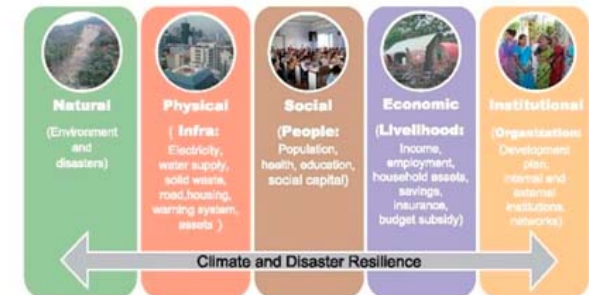 Natural
(Environment
and
disasters)
Physical
( Infra:
Electricity,
water supply,
solid waste,
road,housing,
warning system,
assets )
Social
(People:
Population,
health, education,
social capital)
Economic
(Livelihood:
Income,
employment,
household assets,
savings,
insurance,
budget subsidy)
Institutional
(Organization:
Development
plan,
internal and
external
institutions,
networks)
Climate and Disaster Resilience